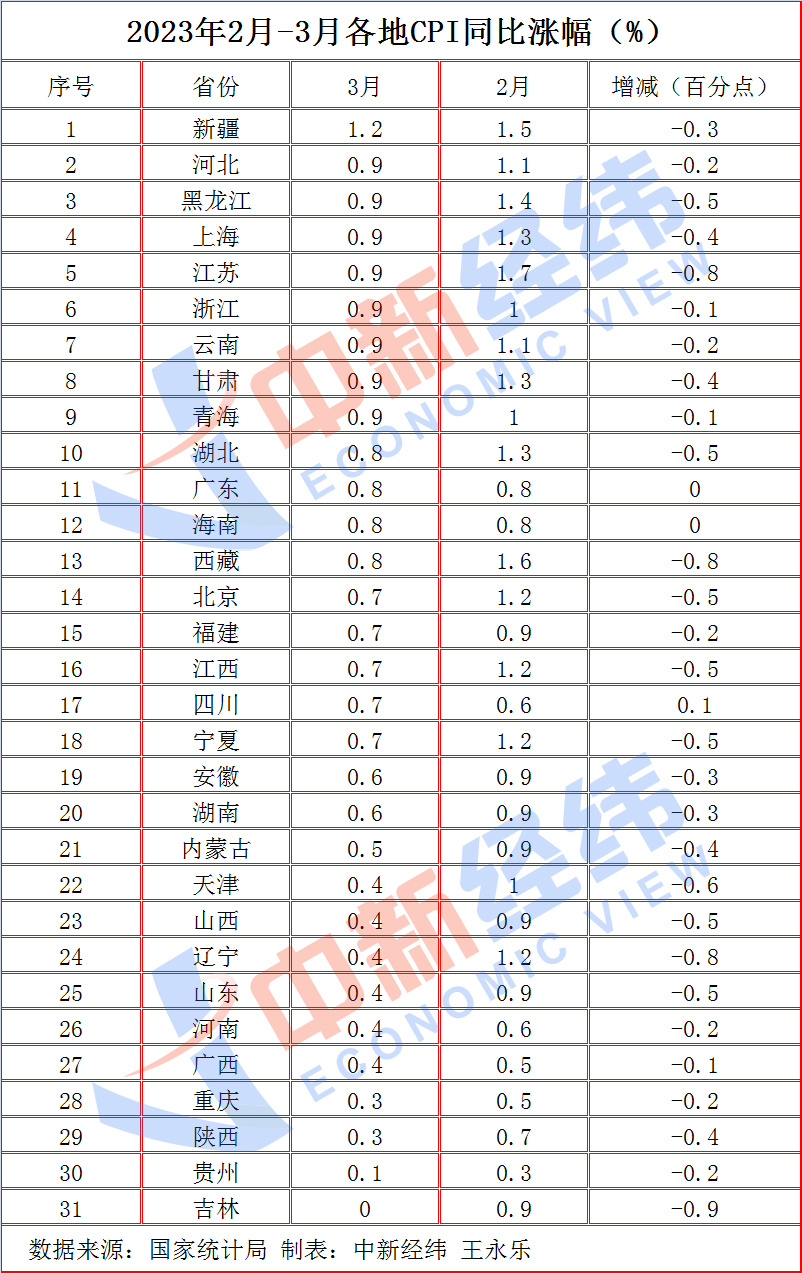 2023年2月-3月各地CPI同比涨幅（%）
序号 省份 3月 2月 增减（百分点）
1 新疆 1.2 1.5 -0.3
2 河北 0.9 1.1 -0.2
3 黑龙江 0.9 1.4 -0.5
4 上海 0.9 1.3 -0.4
5 江苏 0.9 1.7 -0.8
6 浙江 0.9 1 -0.1
7 云南 0.9 1.1 -0.2
8 甘肃 0.9 1.3 -0.4
9 青海 0.9 1 -0.1
10 湖北 0.8 1.3 -0.5
11 广东 0.8 0.8 0
12 海南 0.8 0.8 0
13 西藏 0.8 1.6 -0.8
14 北京 0.7 1.2 -0.5
15 福建 0.7 0.9 -0.2
16 江西 0.7 1.2 -0.5
17 四川 0.7 0.6 0.1
18 宁夏 0.7 1.2 -0.5
19 安徽 0.6 0.9 -0.3
20 湖南 0.6 0.9 -0.3
21 内蒙古 0.5 0.9 -0.4
22 天津 0.4 1 -0.6
23 山西 0.4 0.9 -0.5
24 辽宁 0.4 1.2 -0.8
25 山东 0.4 0.9 -0.5
26 河南 0.4 0.6 -0.2
27 广西 0.4 0.5 -0.1
28 重庆 0.3 0.5 -0.2
29 陕西 0.3 0.7 -0.4
30 贵州 0.1 0.3 -0.2
31 吉林 0 0.9 -0.9
数据来源：国家统计局 制表：中新经纬 王永乐
中新经纬
ECONOMIC VIEW
中新经纬
ECONOMIC VIEW